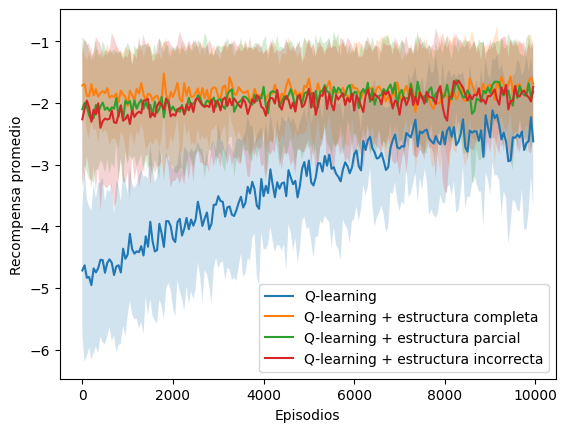 −1
−2
−3
−4
−5
−6
Recompensa promedio
0
2000
4000
6000
8000
10000
Episodios
Q-learning
Q-learning + estructura completa
Q-learning + estructura parcial
Q-learning + estructura incorrecta